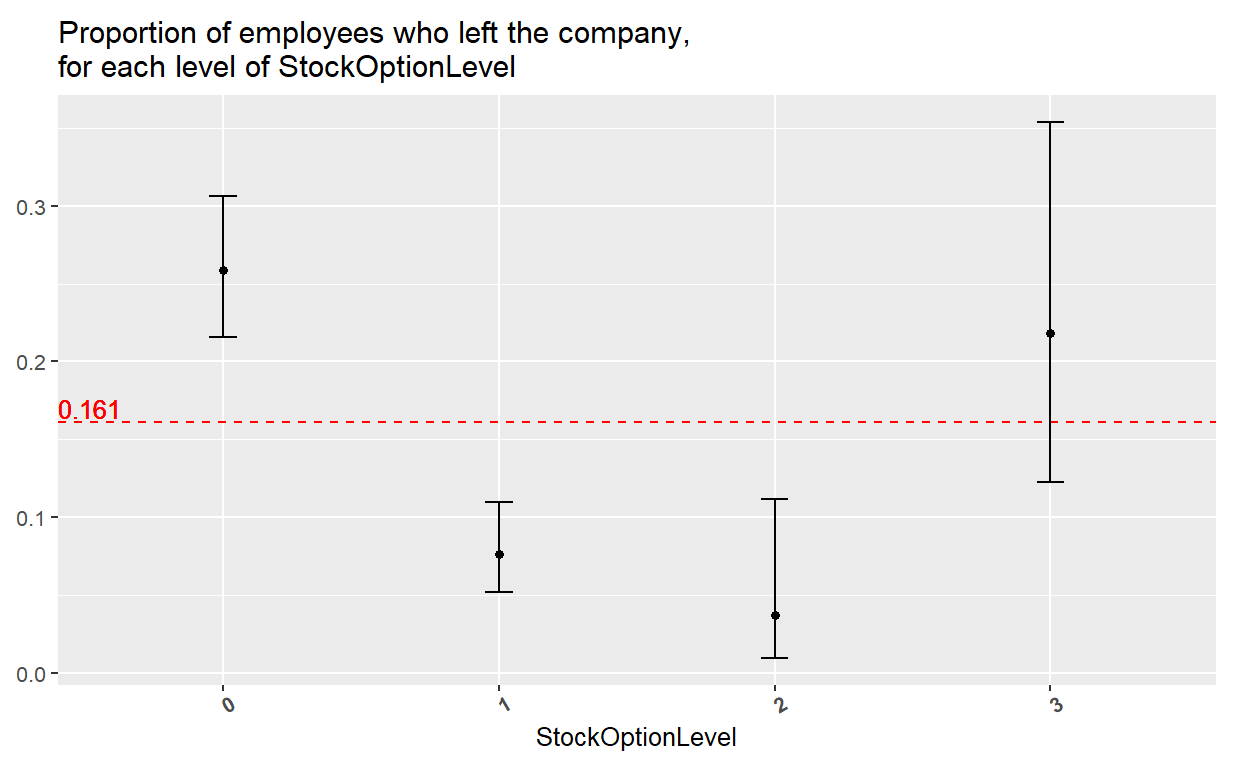 Proportion of employees who left the company,
for each level of StockOptionLevel
0.3
0.2
0.161
0.1
0.0
0 1 2 3
StockOptionLevel